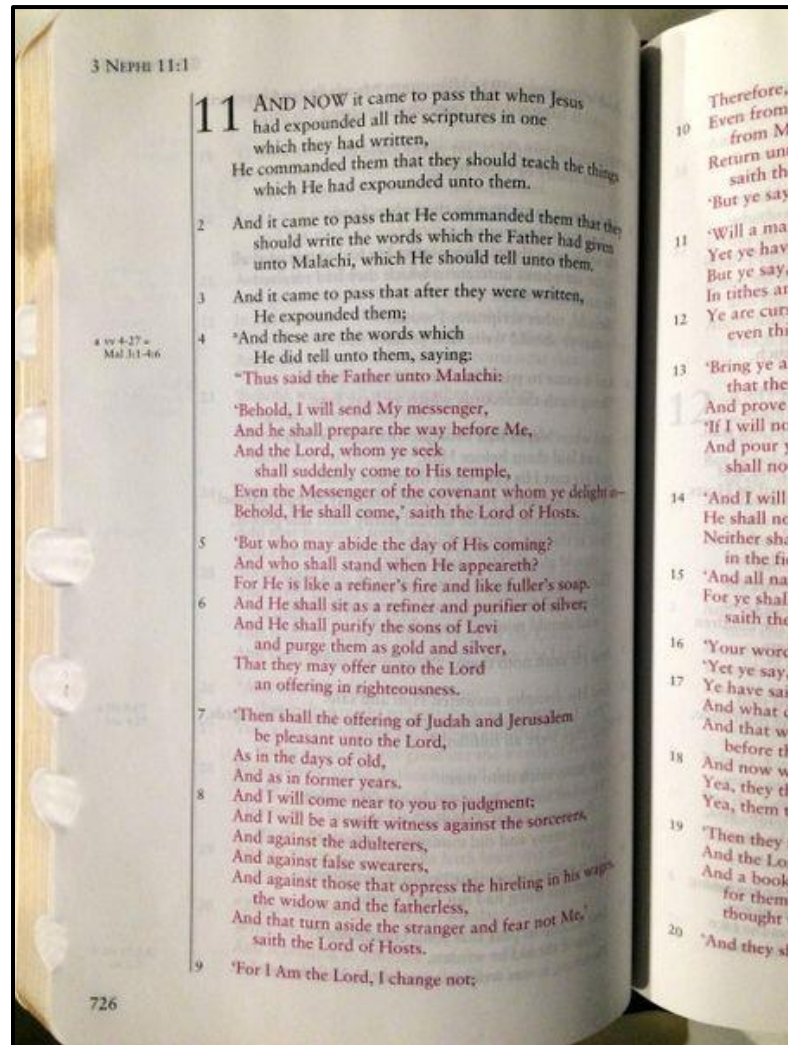 3 NEPHI 11:1
11 AND NOW it came to pass that when Jesus
had expounded all the scriptures in one
which they had written,
He commanded them that they should teach the things
which He had expounded unto them.
2 And it came to pass that He commanded them that they
should write the words which the Father had given
unto Malachi, which He should tell unto them.
3 And it came to pass that after they were written,
He expounded them;
a vv 4-27 =
Mal 3:1-4:6
4 ªAnd these are the words which
He did tell unto them, saying:
"Thus said the Father unto Malachi:
'Behold, I will send My messenger,
And he shall prepare the way before Me,
And the Lord, whom ye seek
shall suddenly come to His temple,
Even the Messenger of the covenant whom ye delight
Behold, He shall come,' saith the Lord of Hosts.
5 'But who may abide the day of His coming?
And who shall stand when He appeareth?
For He is like a refiner's fire and like fuller's soap.
6 And He shall sit as a refiner and purifier of silver;
And He shall purify the sons of Levi
and purge them as gold and silver,
That they may offer unto the Lord
an offering in righteousness.
7 'Then shall the offering of Judah and Jerusalem
be pleasant unto the Lord,
As in the days of old,
And as in former years.
8 And I will come near to you to judgment;
And I will be a swift witness against the sorcerers,
And against the adulterers,
And against false swearers,
And against those that oppress the hireling in his wages,
the widow and the fatherless,
And that turn aside the stranger and fear not Me,'
saith the Lord of Hosts.
9 'For I Am the Lord, I change not;
726
Therefore,
10 Even from
from M
Return un
saith th
'But ye say
11 'Will a ma
Yet ye hav
But ye say,
In tithes an
12 Ye are cur
even thi
13 'Bring ye a
that the
And prove
'If I will no
And pour y
shall no
14 'And I will
He shall no
Neither sha
in the fi
15 'And all na
For ye shal
saith the
16 'Your word
'Yet ye say,
17 Ye have sai
And what
And that w
before th
18 And now w
Yea, they th
Yea, them t
19 'Then they
And the Lo
And a book
for them
thought
20 'And they sh